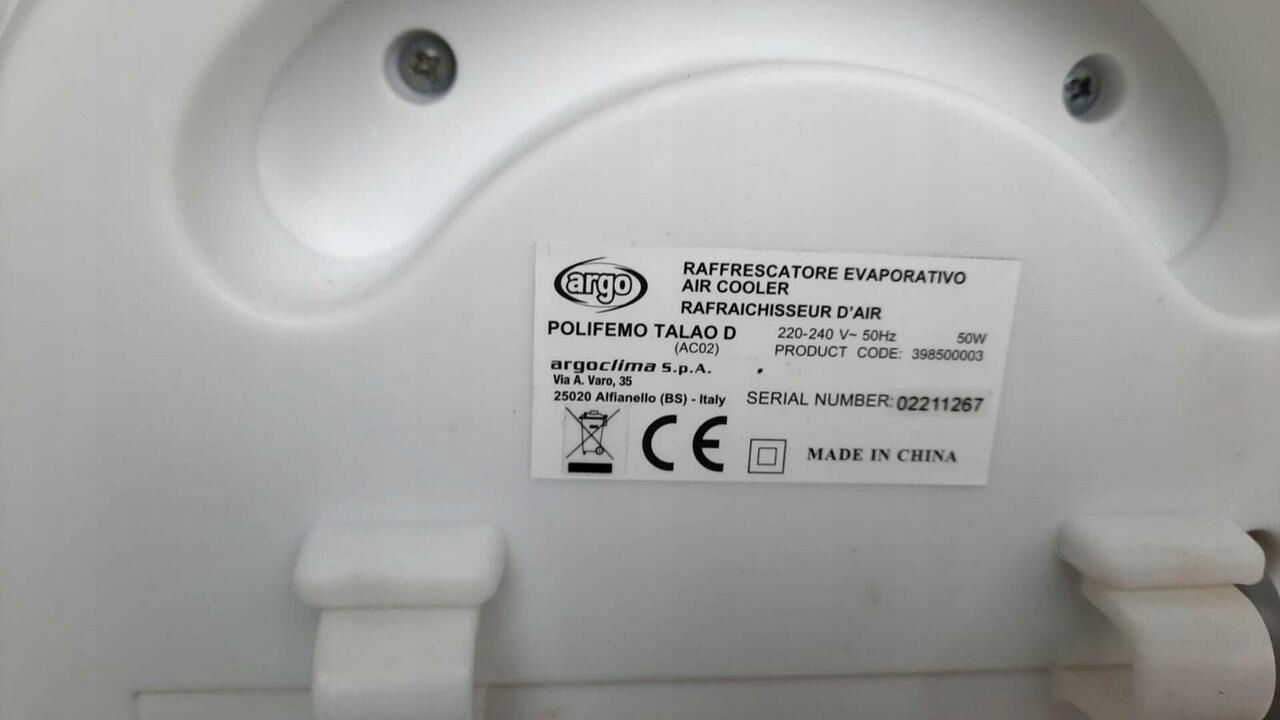 argo
RAFFRESCATORE EVAPORATIVO
AIR COOLER
RAFRAICHISSEUR D'AIR
POLIFEMO TALAO D
220-240 V~ 50Hz 50W
(AC02)
PRODUCT CODE: 398500003
argoclima S.p.A.
Via A. Varo, 35
25020 Alfianello (BS) - Italy
SERIAL NUMBER: 02211267
CE
MADE IN CHINA